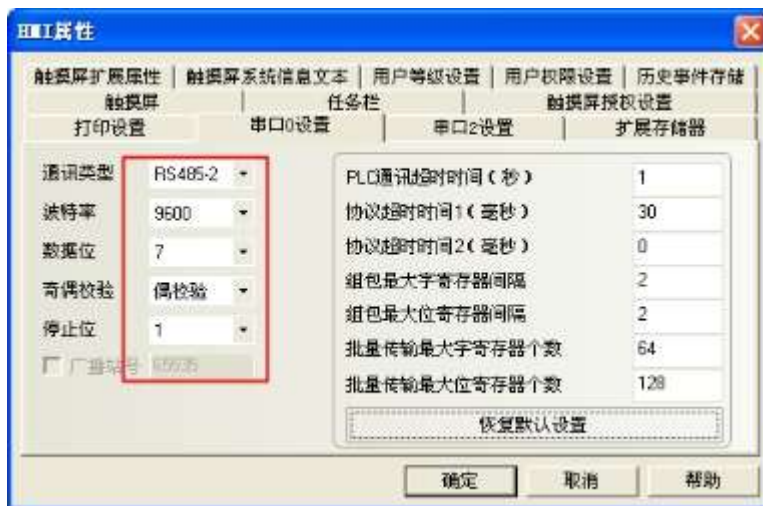 HMI属性
触摸屏扩展属性 触摸屏系统信息文本 用户等级设置 用户权限设置 历史事件存储
触摸屏 任务栏 触摸屏授权设置
打印设置 串口0设置 串口2设置 扩展存储器
通讯类型 RS485-2
波特率 9600
数据位 7
奇偶校验 偶校验
停止位 1
广播站号 65535
PLC通讯超时时间(秒) 1
协议超时时间1(毫秒) 30
协议超时时间2(毫秒) 0
组包最大字寄存器间隔 2
组包最大位寄存器间隔 2
批量传输最大字寄存器个数 64
批量传输最大位寄存器个数 128
恢复默认设置
确定 取消 帮助